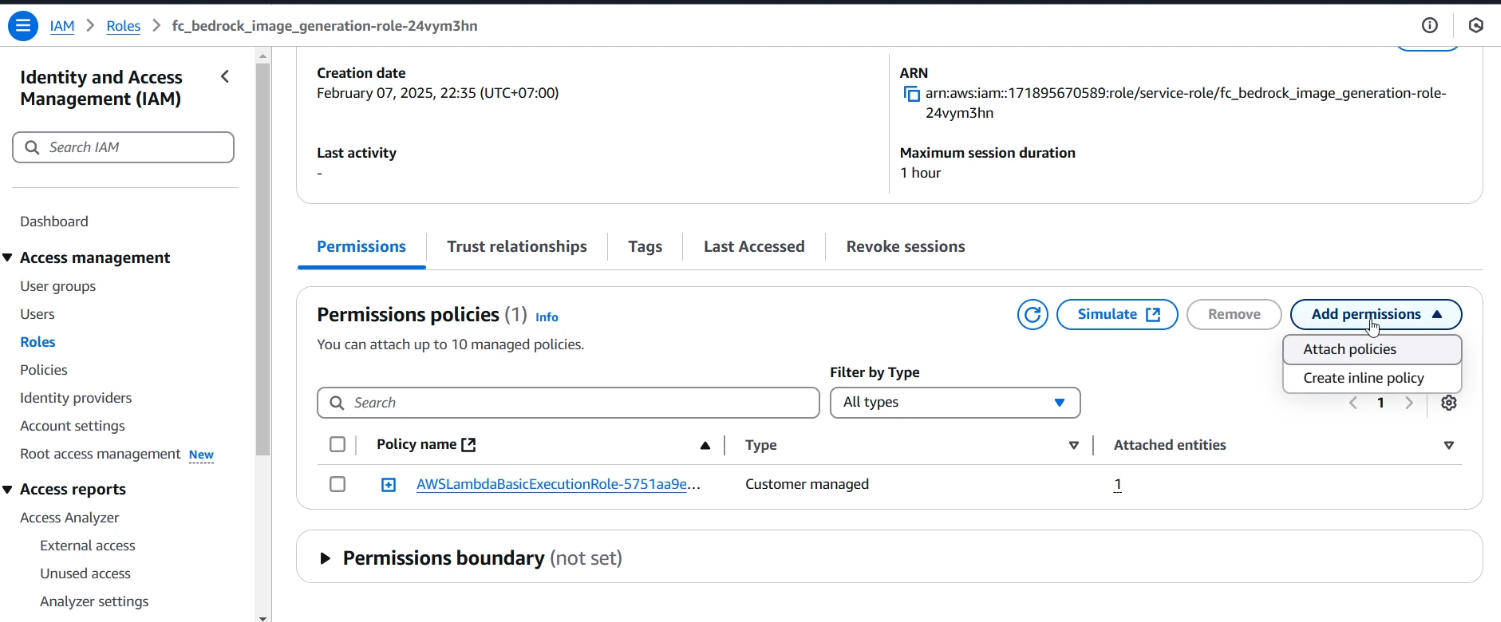 IAM > Roles > fc_bedrock_image_generation-role-24vym3hn
Identity and Access
Management (IAM)
Search IAM
Dashboard
Access management
User groups
Users
Roles
Policies
Identity providers
Account settings
Root access management New
Access reports
Access Analyzer
External access
Unused access
Analyzer settings
Creation date
February 07, 2025, 22:35 (UTC+07:00)
Last activity
-
ARN
arn:aws:iam::171895670589:role/service-role/fc_bedrock_image_generation-role-
24vym3hn
Maximum session duration
1 hour
Permissions
Trust relationships
Tags
Last Accessed
Revoke sessions
Permissions policies (1) Info
You can attach up to 10 managed policies.
Simulate
Remove
Add permissions
Attach policies
Create inline policy
Filter by Type
Search
All types
1
Policy name
Type
Attached entities
AWSLambdaBasicExecutionRole-5751aa9e...
Customer managed
1
Permissions boundary (not set)